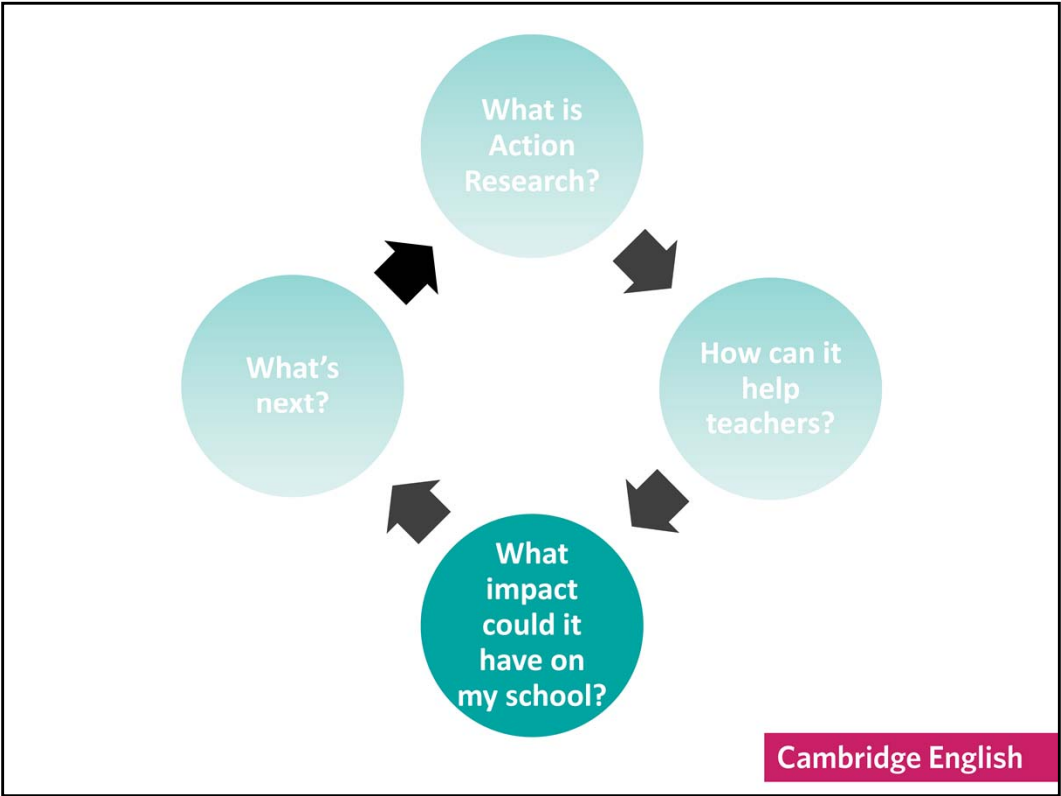 What is
Action
Research?
How can it
help
teachers?
What
impact
could it
have on
my school?
What’s
next?
Cambridge English